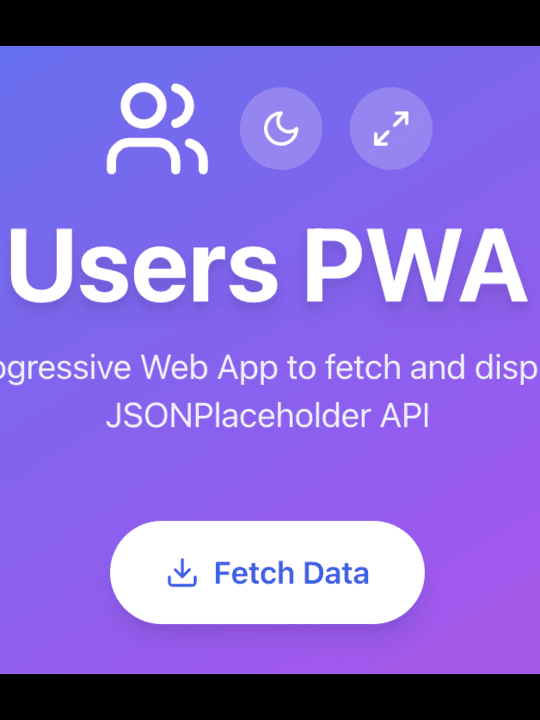 Users PWA
ogressive Web App to fetch and disp
JSONPlaceholder API
Fetch Data